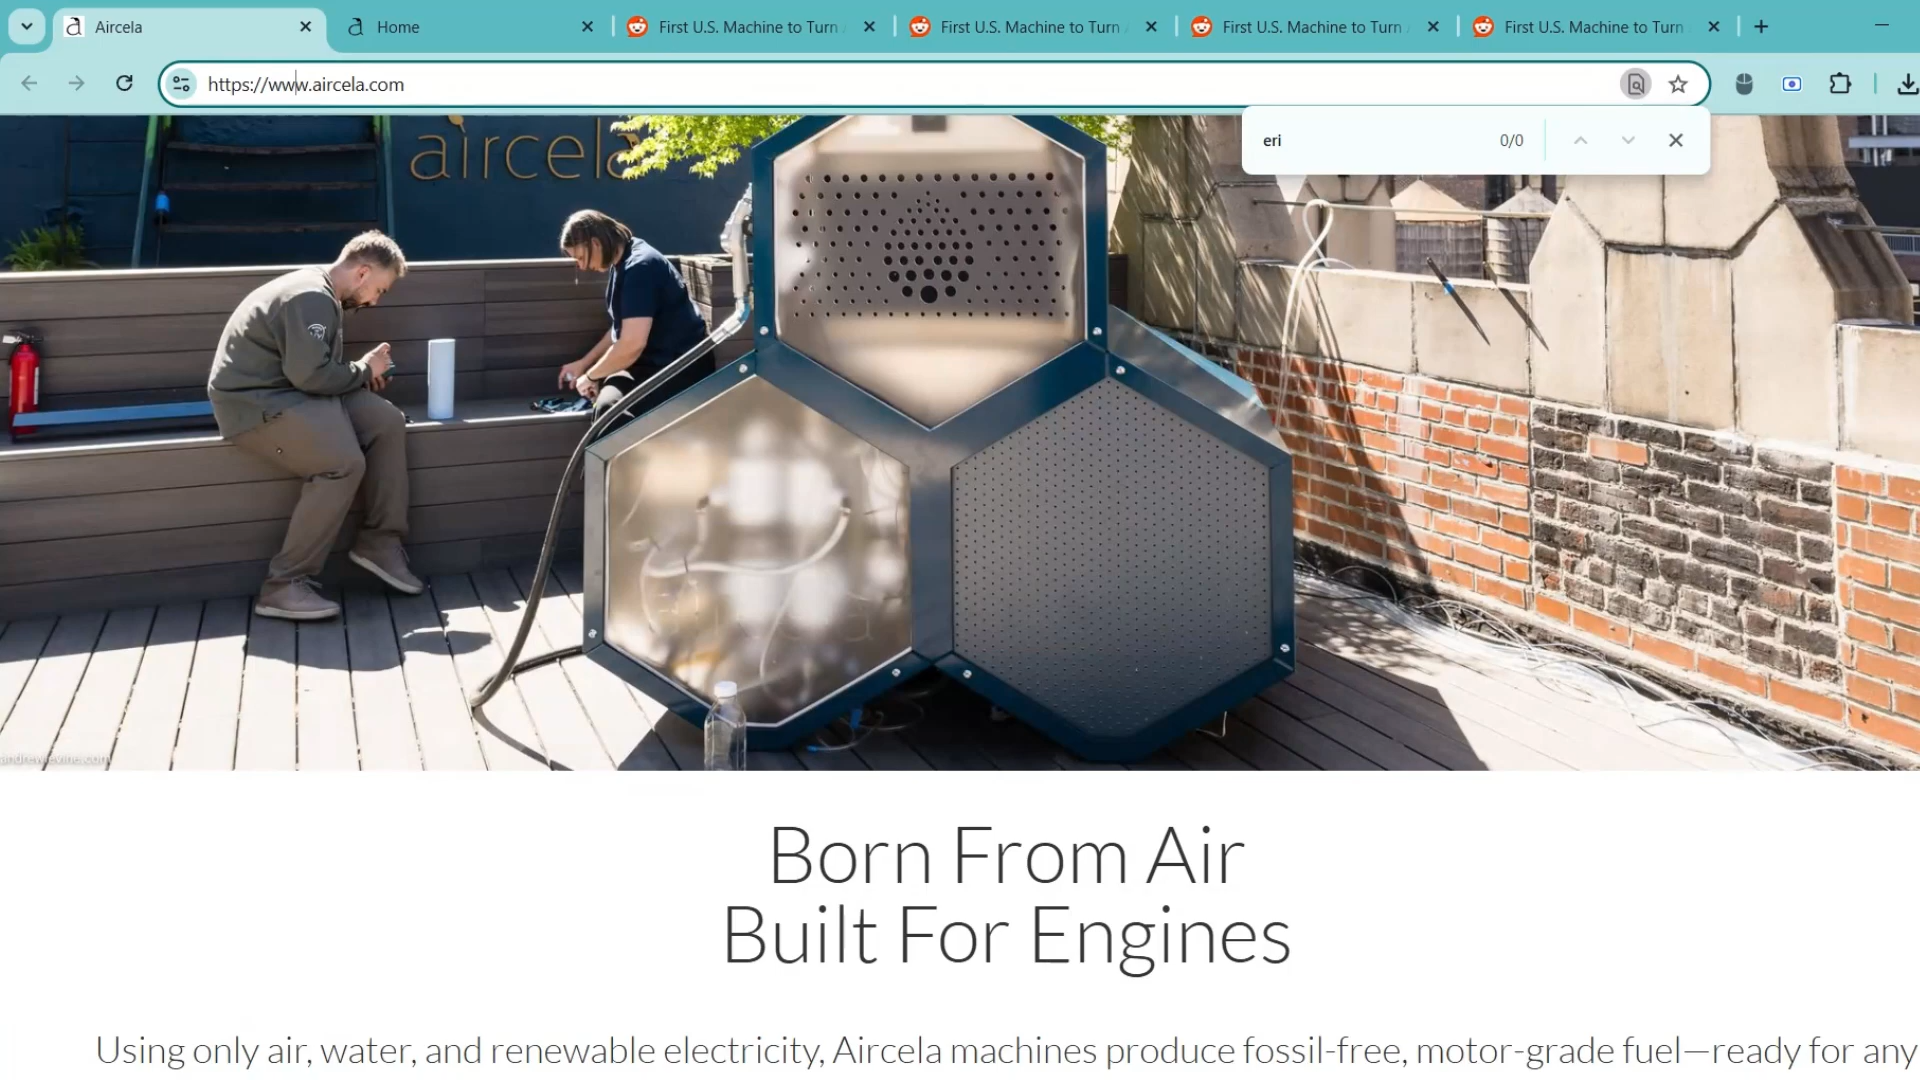 Aircela
Home
First U.S. Machine to Turn
First U.S. Machine to Turn
First U.S. Machine to Turn
First U.S. Machine to Turn
https://www.aircela.com
eri
0/0
aircela
andrewlevine.com
Born From Air
Built For Engines
Using only air, water, and renewable electricity, Aircela machines produce fossil-free, motor-grade fuel—ready for any